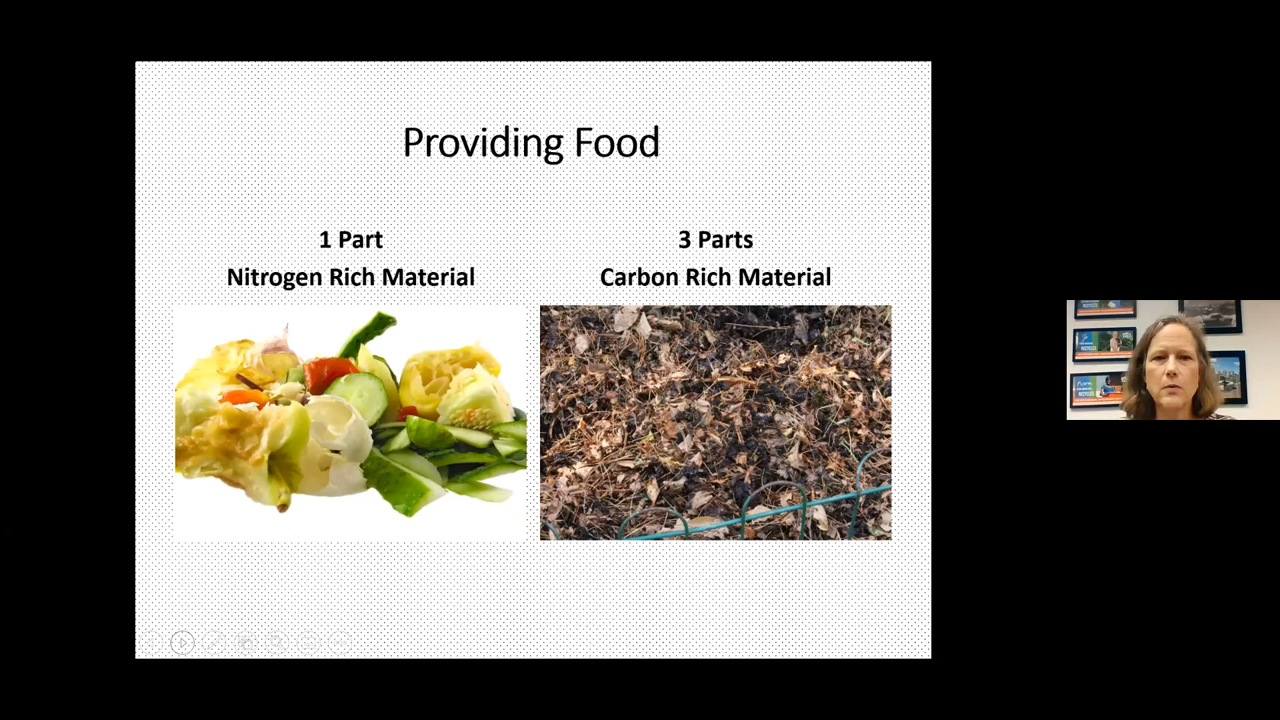 Providing Food
1 Part
Nitrogen Rich Material
3 Parts
Carbon Rich Material